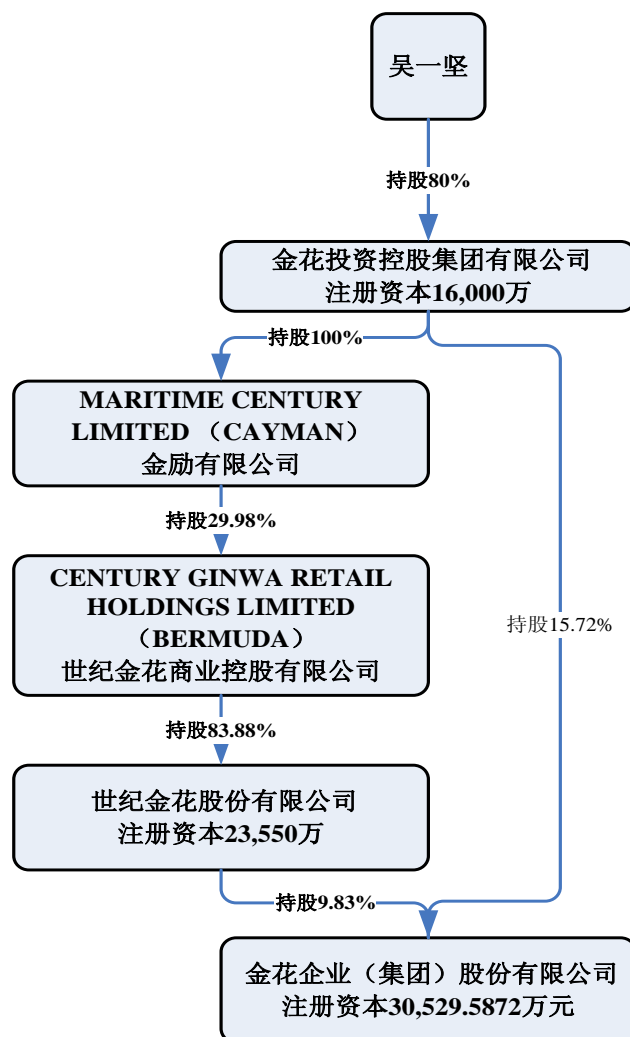 吴一坚
持股80%
金花投资控股集团有限公司
注册资本16,000万
持股100%
MARITIME CENTURY
LIMITED （CAYMAN）
金励有限公司
持股29.98%
CENTURY GINWA RETAIL
HOLDINGS LIMITED
（BERMUDA）
世纪金花商业控股有限公司
持股15.72%
持股83.88%
世纪金花股份有限公司
注册资本23,550万
持股9.83%
金花企业（集团）股份有限公司
注册资本30,529.5872万元